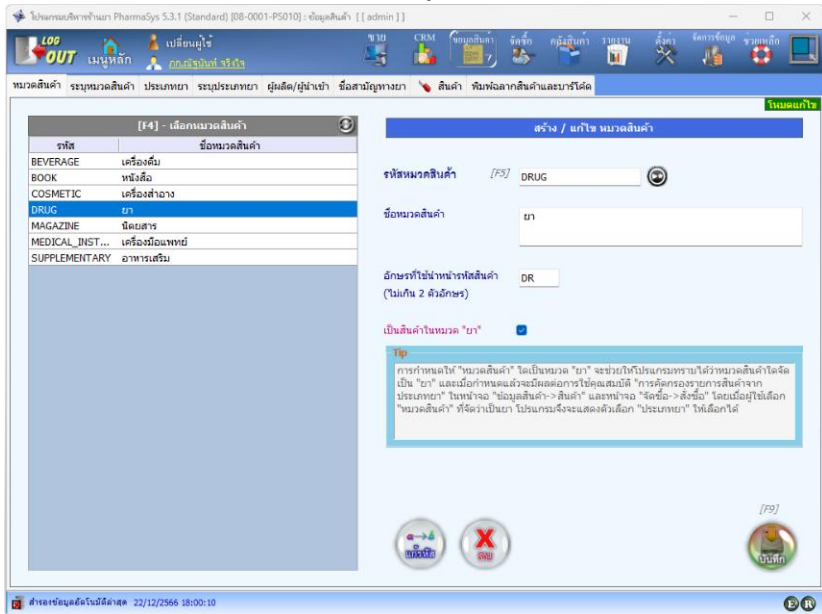 โปรแกรมบริหารร้านยา PharmaSys 5.3.1 (Standard) [08-0001-PS010] : ข้อมูลสินค้า [ [ admin ] ]
LOG OUT
เมนูหลัก
เปลี่ยนผู้ใช้
ขาย
CRM
ข้อมูลสินค้า
จัดซื้อ
คลังสินค้า
รายงาน
ตั้งค่า
จัดการข้อมูล
ช่วยเหลือ
หมวดสินค้า ระบุหมวดสินค้า ประเภทยา ระบุประเภทยา ผู้ผลิต/ผู้นำเข้า ชื่อสามัญทางยา สินค้า พิมพ์ฉลากสินค้าและบาร์โค้ด
โหมดแก้ไข
[F4] - เลือกหมวดสินค้า
รหัส ชื่อหมวดสินค้า
BEVERAGE เครื่องดื่ม
BOOK หนังสือ
COSMETIC เครื่องสำอาง
DRUG ยา
MAGAZINE นิตยสาร
MEDICAL_INST... เครื่องมือแพทย์
SUPPLEMENTARY อาหารเสริม
สร้าง / แก้ไข หมวดสินค้า
รหัสหมวดสินค้า [F5] DRUG
ชื่อหมวดสินค้า ยา
อักษรที่ใช้นำหน้ารหัสสินค้า DR
(ไม่เกิน 2 ตัวอักษร)
เป็นสินค้าในหมวด "ยา"
Tip
การกำหนดให้ "หมวดสินค้า" ใดเป็นหมวด "ยา" จะช่วยให้โปรแกรมทราบได้ว่าหมวดสินค้าใดจัด
เป็น "ยา" และเมื่อกำหนดแล้วจะมีผลต่อการใช้คุณสมบัติ "การคัดกรองรายการสินค้าจาก
ประเภทยา" ในหน้าจอ "ข้อมูลสินค้า->สินค้า" และหน้าจอ "จัดซื้อ->สั่งซื้อ" โดยเมื่อผู้ใช้เลือก
"หมวดสินค้า" ที่จัดว่าเป็นยา โปรแกรมจึงจะแสดงตัวเลือก "ประเภทยา" ให้เลือกได้
[F9]
a->á
แก้รหัส
X
ลบ
บันทึก
สำรองข้อมูลอัตโนมัติล่าสุด 22/12/2566 18:00:10
E R